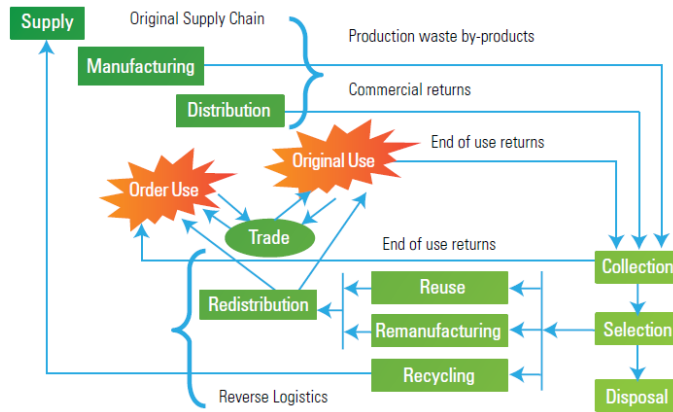 Supply
Original Supply Chain
Production waste by-products
Manufacturing
Commercial returns
Distribution
End of use returns
Original Use
Order Use
Trade
End of use returns
Collection
Redistribution
Reuse
Remanufacturing
Selection
Recycling
Reverse Logistics
Disposal